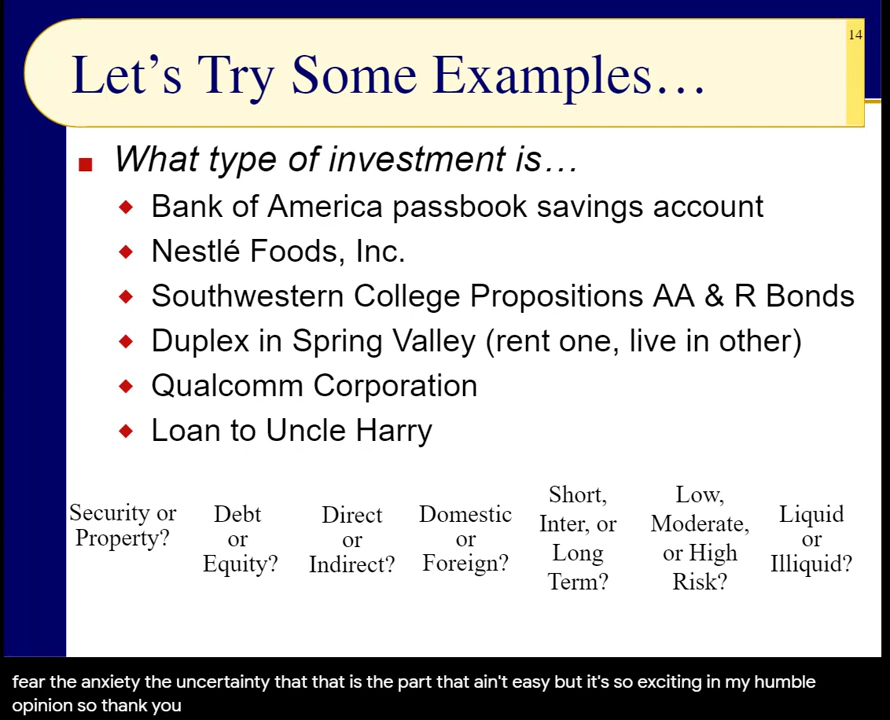 14
Let's Try Some Examples…
What type of investment is…
Bank of America passbook savings account
Nestlé Foods, Inc.
Southwestern College Propositions AA & R Bonds
Duplex in Spring Valley (rent one, live in other)
Qualcomm Corporation
Loan to Uncle Harry
Security or
Property?
Debt
or
Equity?
Direct
or
Indirect?
Domestic
or
Foreign?
Short,
Inter, or
Long
Term?
Low,
Moderate,
or High
Risk?
Liquid
or
Illiquid?
fear the anxiety the uncertainty that that is the part that ain't easy but it's so exciting in my humble
opinion so thank you